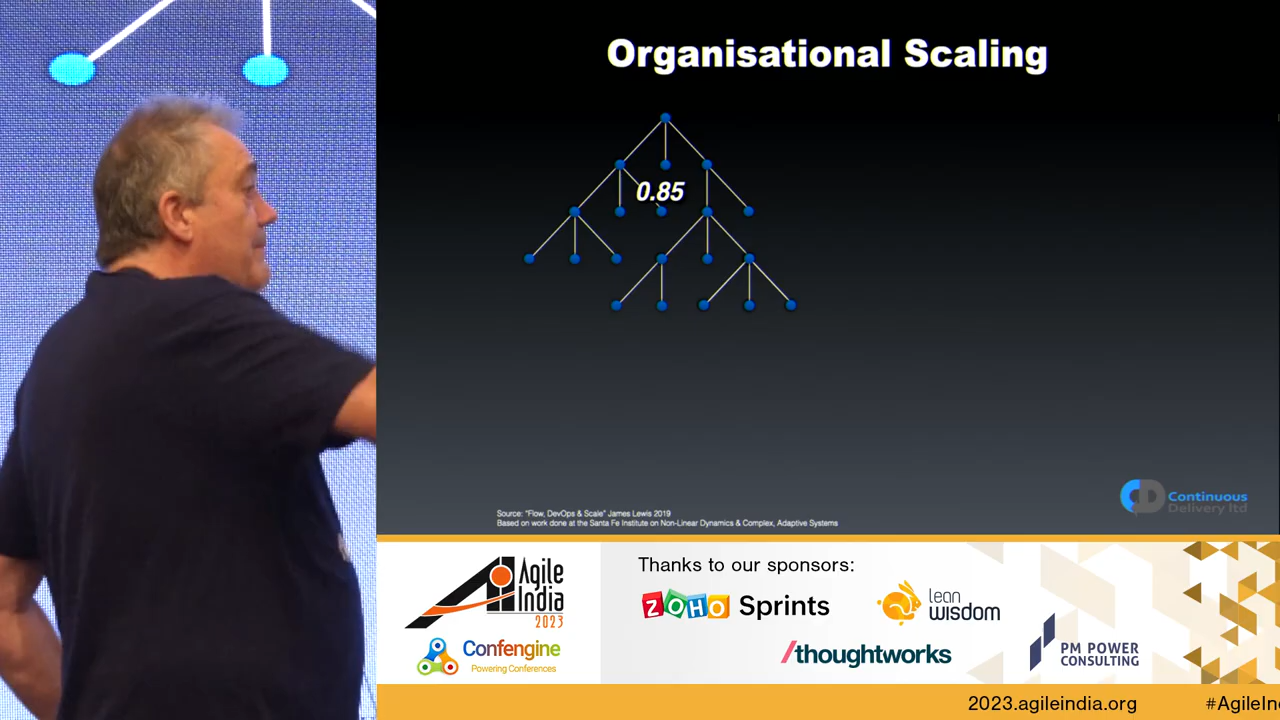 Organisational Scaling
0.85
Source: "Flow, DevOps & Scale" James Lewis 2019
Based on work done at the Santa Fe Institute on Non-Linear Dynamics & Complex, Adaptive Systems
CD Continuous
Delivery ltd
Agile
India
2023
Confengine
Powering Conferences
Thanks to our sponsors:
ZOHO Sprints
lean
wisdom
/thoughtworks
PM POWER
CONSULTING
2023.agileindia.org
#AgileIn